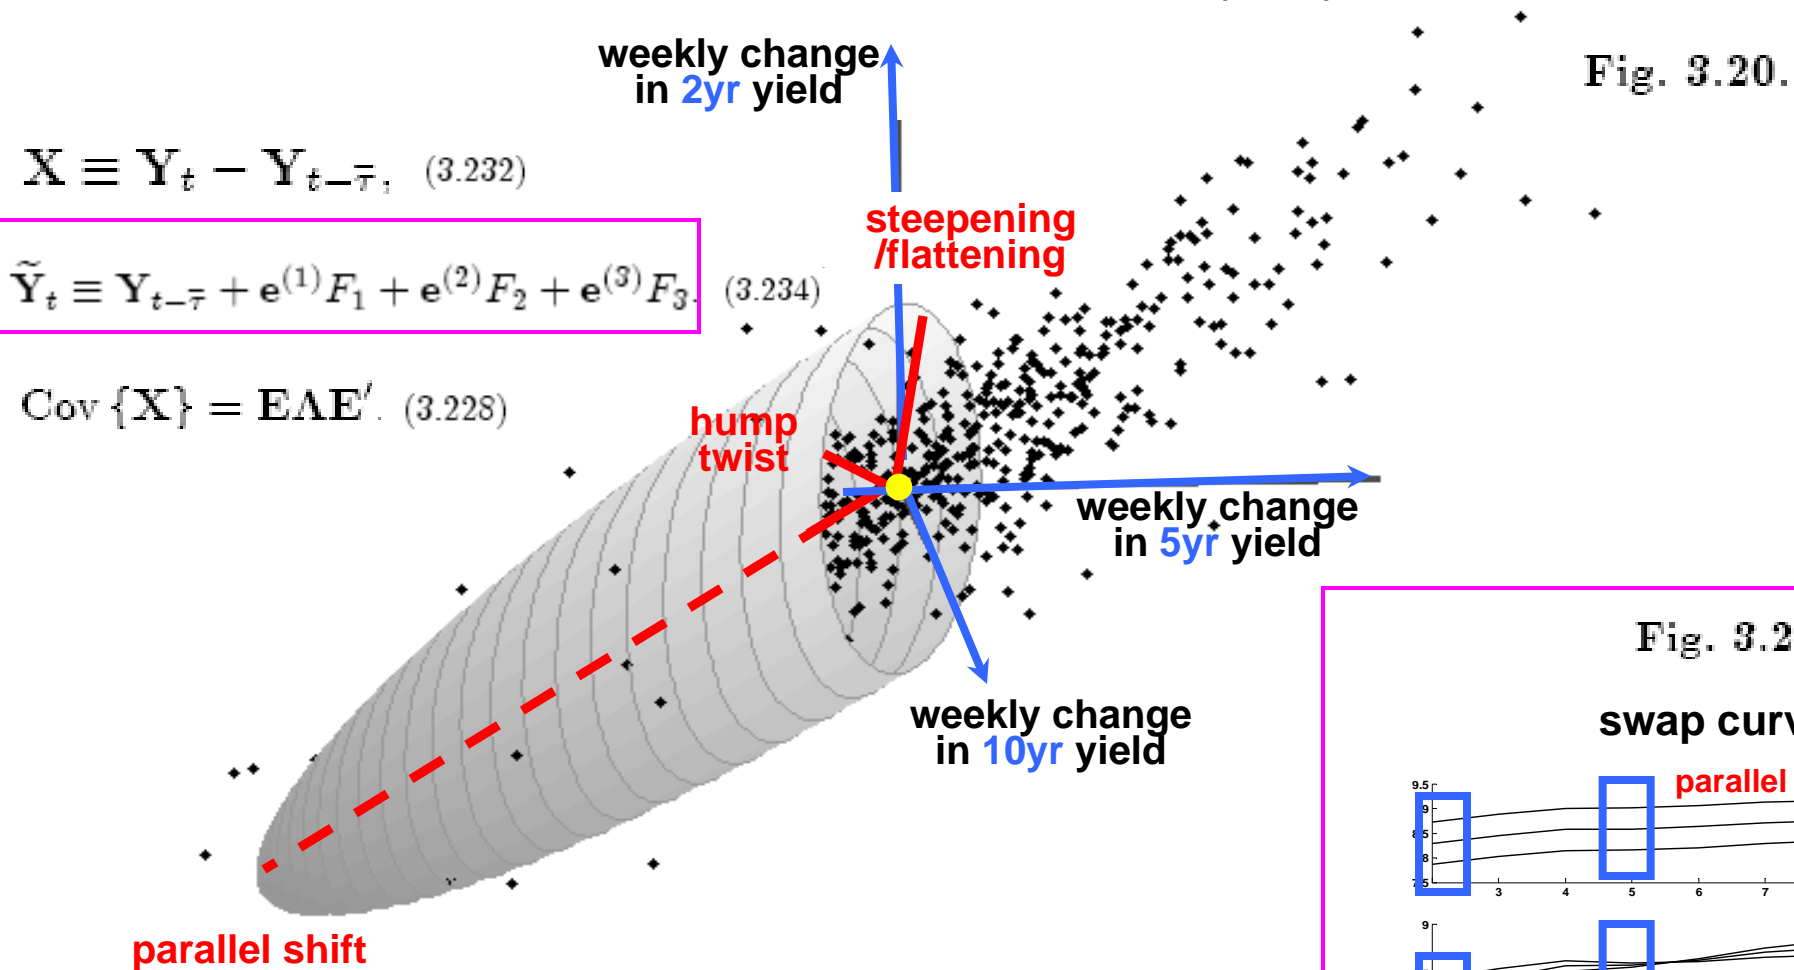 weekly change
in 2yr yield
Fig. 3.20.
X ≡ Y_t − Y_{t−τ̄}, (3.232)
steepening
/flattening
Ỹ_t ≡ Y_{t−τ̄} + e^{(1)}F_1 + e^{(2)}F_2 + e^{(3)}F_3. (3.234)
Cov {X} = EΛE′. (3.228)
hump
twist
weekly change
in 5yr yield
weekly change
in 10yr yield
parallel shift
Fig. 3.2
swap curv
parallel
9.5
9
8.5
8
7.5
3 4 5 6 7
9